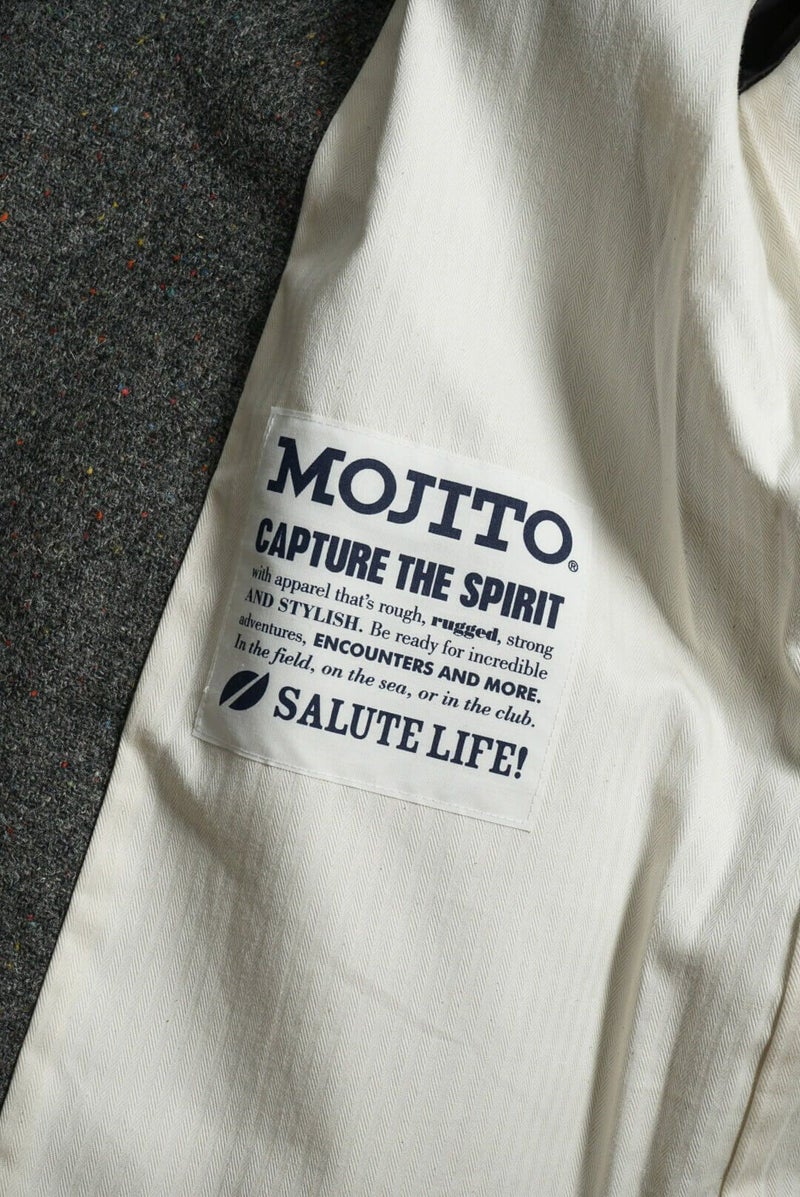 MOJITO®
CAPTURE THE SPIRIT
with apparel that's rough, rugged, strong
AND STYLISH. Be ready for incredible
adventures, ENCOUNTERS AND MORE.
In the field, on the sea, or in the club.
SALUTE LIFE!